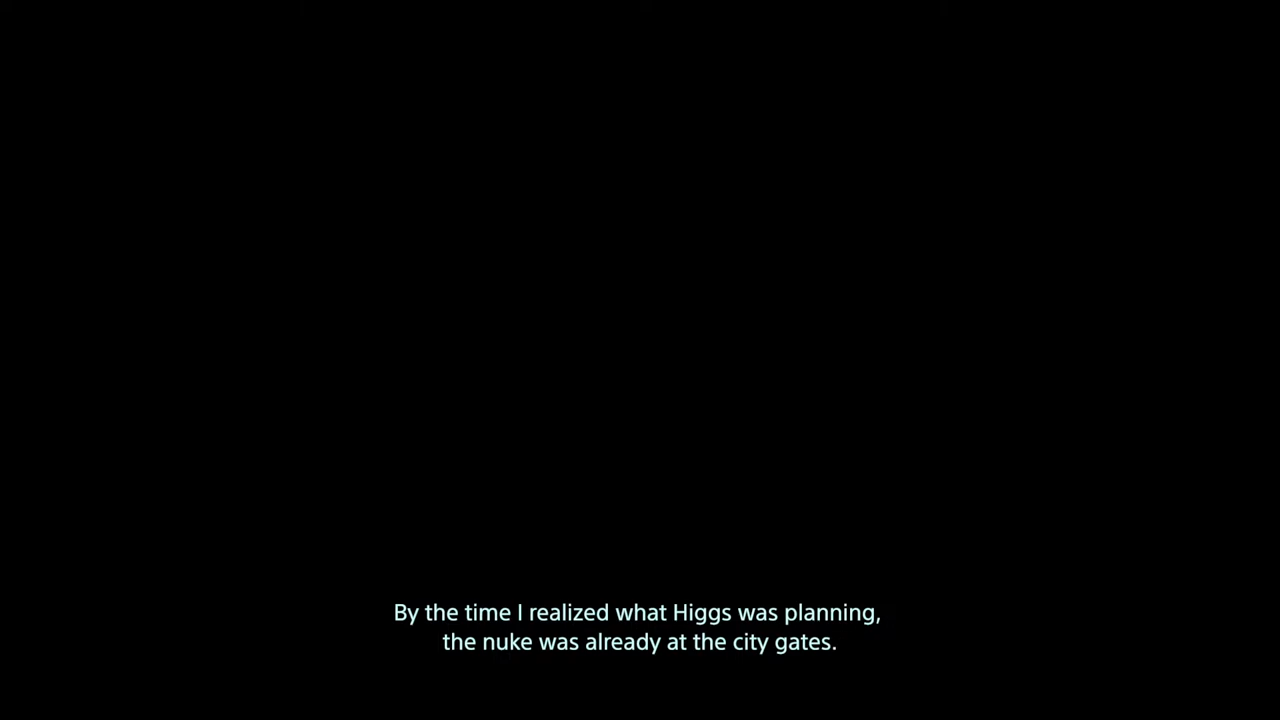 By the time I realized what Higgs was planning,
the nuke was already at the city gates.